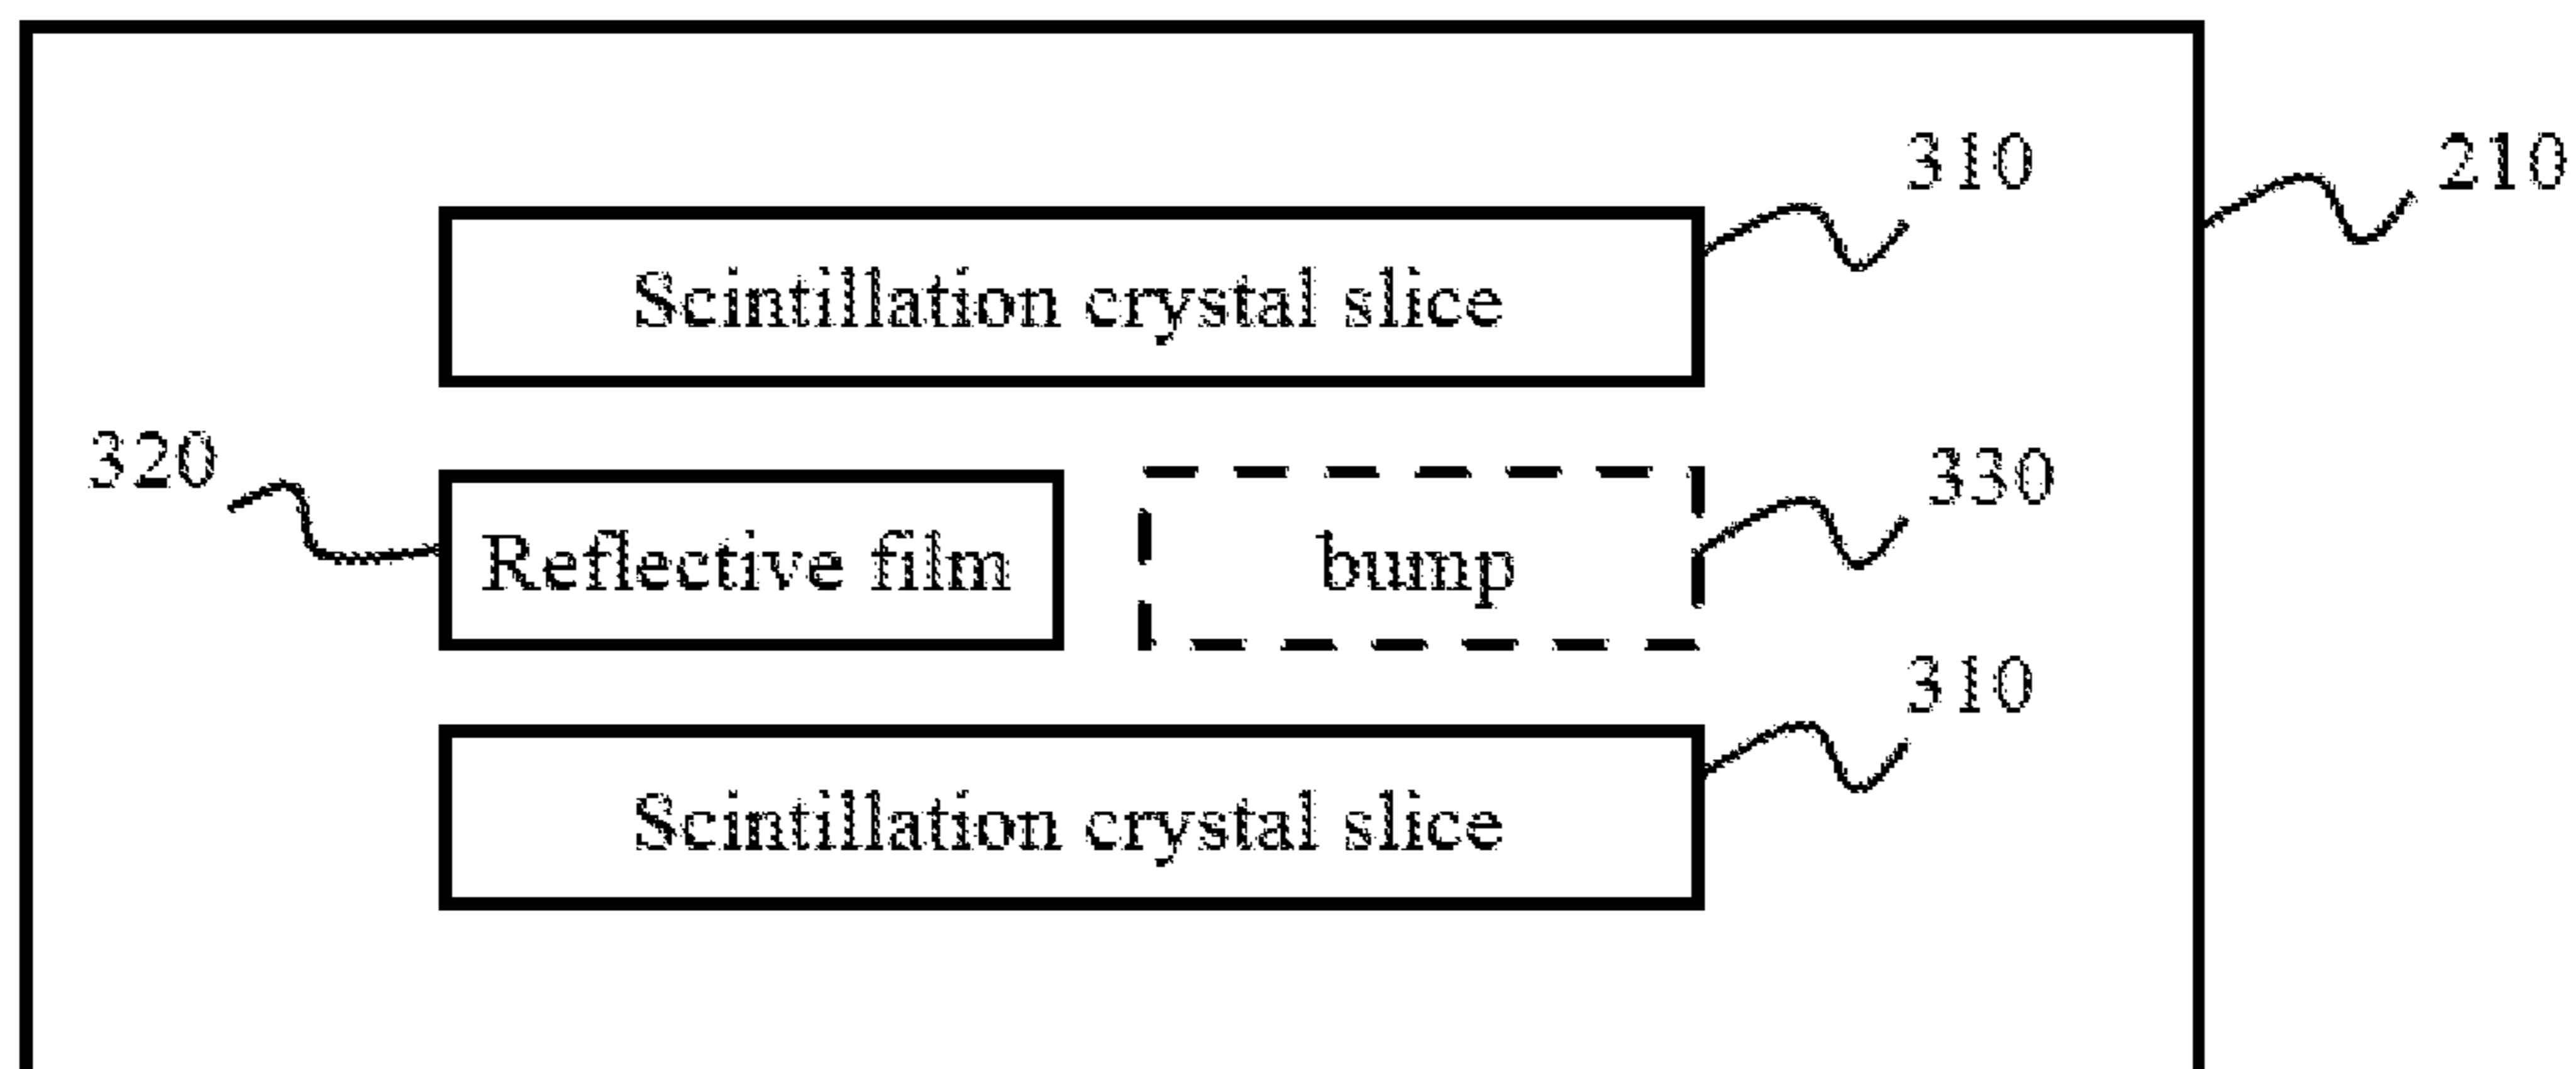 310
210
Scintillation crystal slice
320
330
Reflective film
bump
310
Scintillation crystal slice